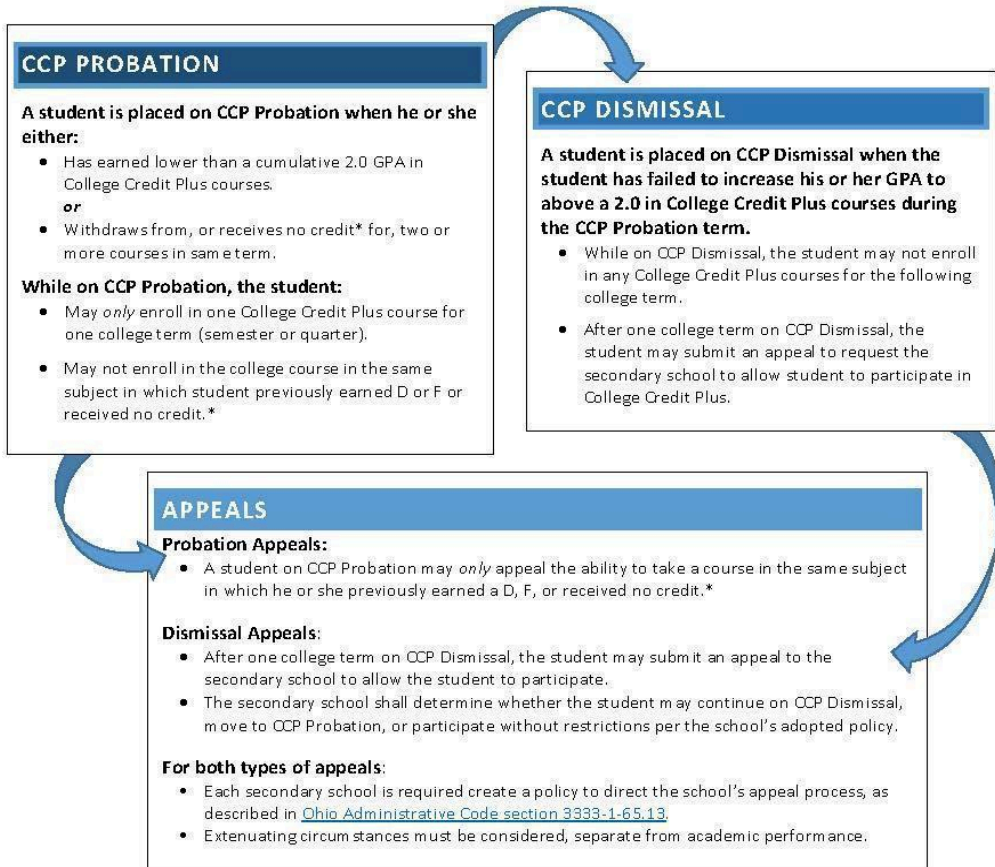 CCP PROBATION
A student is placed on CCP Probation when he or she
either:
• Has earned lower than a cumulative 2.0 GPA in
College Credit Plus courses.
or
• Withdraws from, or receives no credit* for, two or
more courses in same term.
While on CCP Probation, the student:
• May only enroll in one College Credit Plus course for
one college term (semester or quarter).
• May not enroll in the college course in the same
subject in which student previously earned D or F or
received no credit.*
CCP DISMISSAL
A student is placed on CCP Dismissal when the
student has failed to increase his or her GPA to
above a 2.0 in College Credit Plus courses during
the CCP Probation term.
• While on CCP Dismissal, the student may not enroll
in any College Credit Plus courses for the following
college term.
• After one college term on CCP Dismissal, the
student may submit an appeal to request the
secondary school to allow student to participate in
College Credit Plus.
APPEALS
Probation Appeals:
• A student on CCP Probation may only appeal the ability to take a course in the same subject
in which he or she previously earned a D, F, or received no credit.*
Dismissal Appeals:
• After one college term on CCP Dismissal, the student may submit an appeal to the
secondary school to allow the student to participate.
• The secondary school shall determine whether the student may continue on CCP Dismissal,
move to CCP Probation, or participate without restrictions per the school's adopted policy.
For both types of appeals:
• Each secondary school is required create a policy to direct the school's appeal process, as
described in Ohio Administrative Code section 3333-1-65.13.
• Extenuating circumstances must be considered, separate from academic performance.